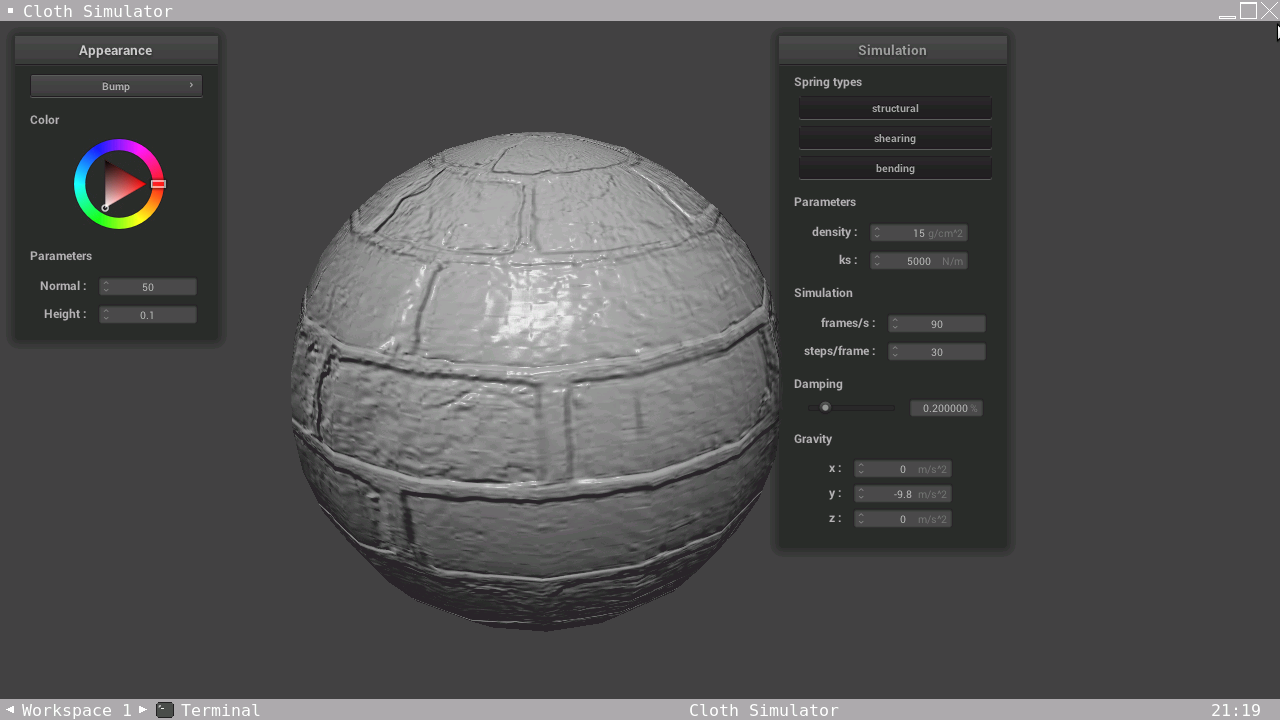 Cloth Simulator
Appearance
Bump
Color
Parameters
Normal : 50
Height : 0.1
Simulation
Spring types
structural
shearing
bending
Parameters
density : 15 g/cm^2
ks : 5000 N/m
Simulation
frames/s : 90
steps/frame : 30
Damping
0.200000 %
Gravity
x : 0 m/s^2
y : -9.8 m/s^2
z : 0 m/s^2
Workspace 1 Terminal Cloth Simulator 21:19